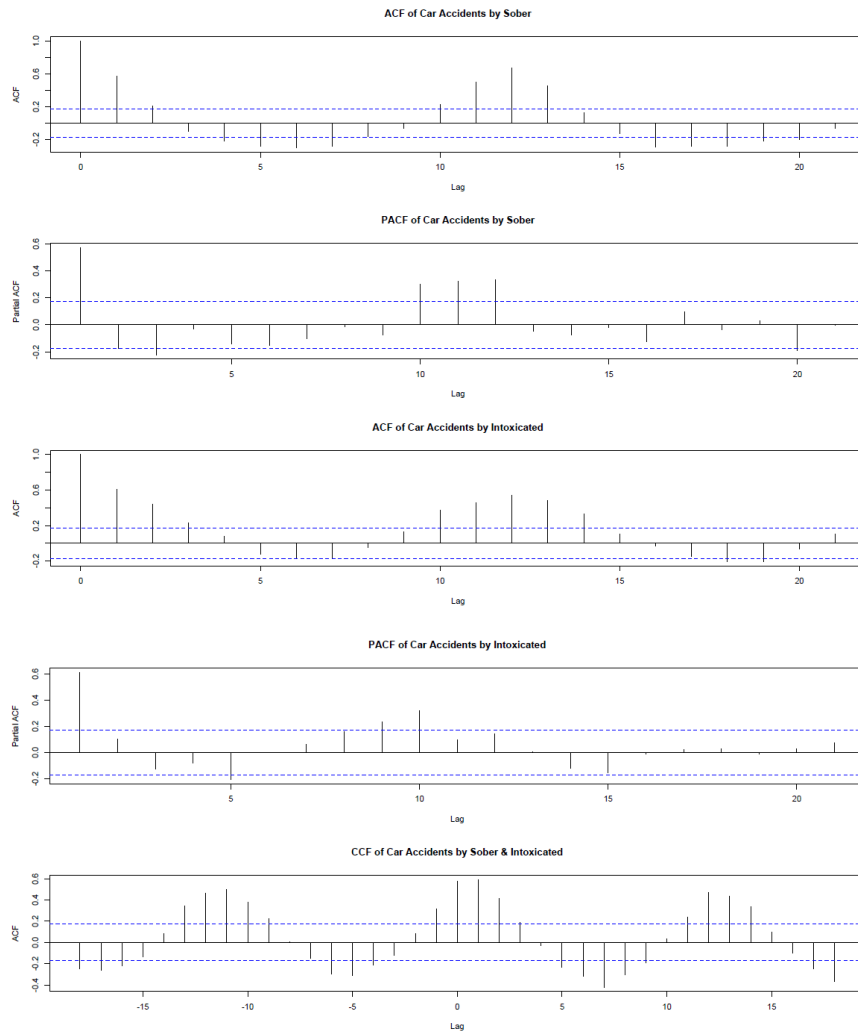 ACF of Car Accidents by Sober
ACF
1.0
0.6
0.2
-0.2
0 5 10 15 20
Lag
PACF of Car Accidents by Sober
Partial ACF
0.6
0.4
0.2
0.0
-0.2
5 10 15 20
Lag
ACF of Car Accidents by Intoxicated
ACF
1.0
0.6
0.2
-0.2
0 5 10 15 20
Lag
PACF of Car Accidents by Intoxicated
Partial ACF
0.6
0.4
0.2
0.0
-0.2
5 10 15 20
Lag
CCF of Car Accidents by Sober & Intoxicated
ACF
0.6
0.4
0.2
0.0
-0.2
-0.4
-15 -10 -5 0 5 10 15
Lag